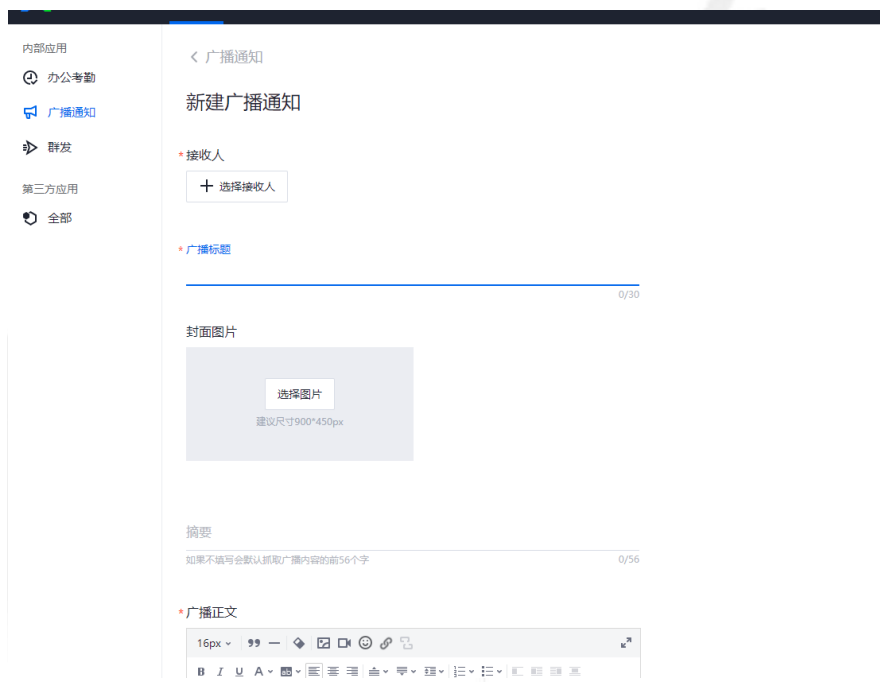 内部应用
办公考勤
广播通知
群发
第三方应用
全部
广播通知
新建广播通知
*接收人
选择接收人
*广播标题
0/30
封面图片
选择图片
建议尺寸900*450px
摘要
如果不填写会默认抓取广播内容的前56个字
0/56
*广播正文
16px
B I U A ab